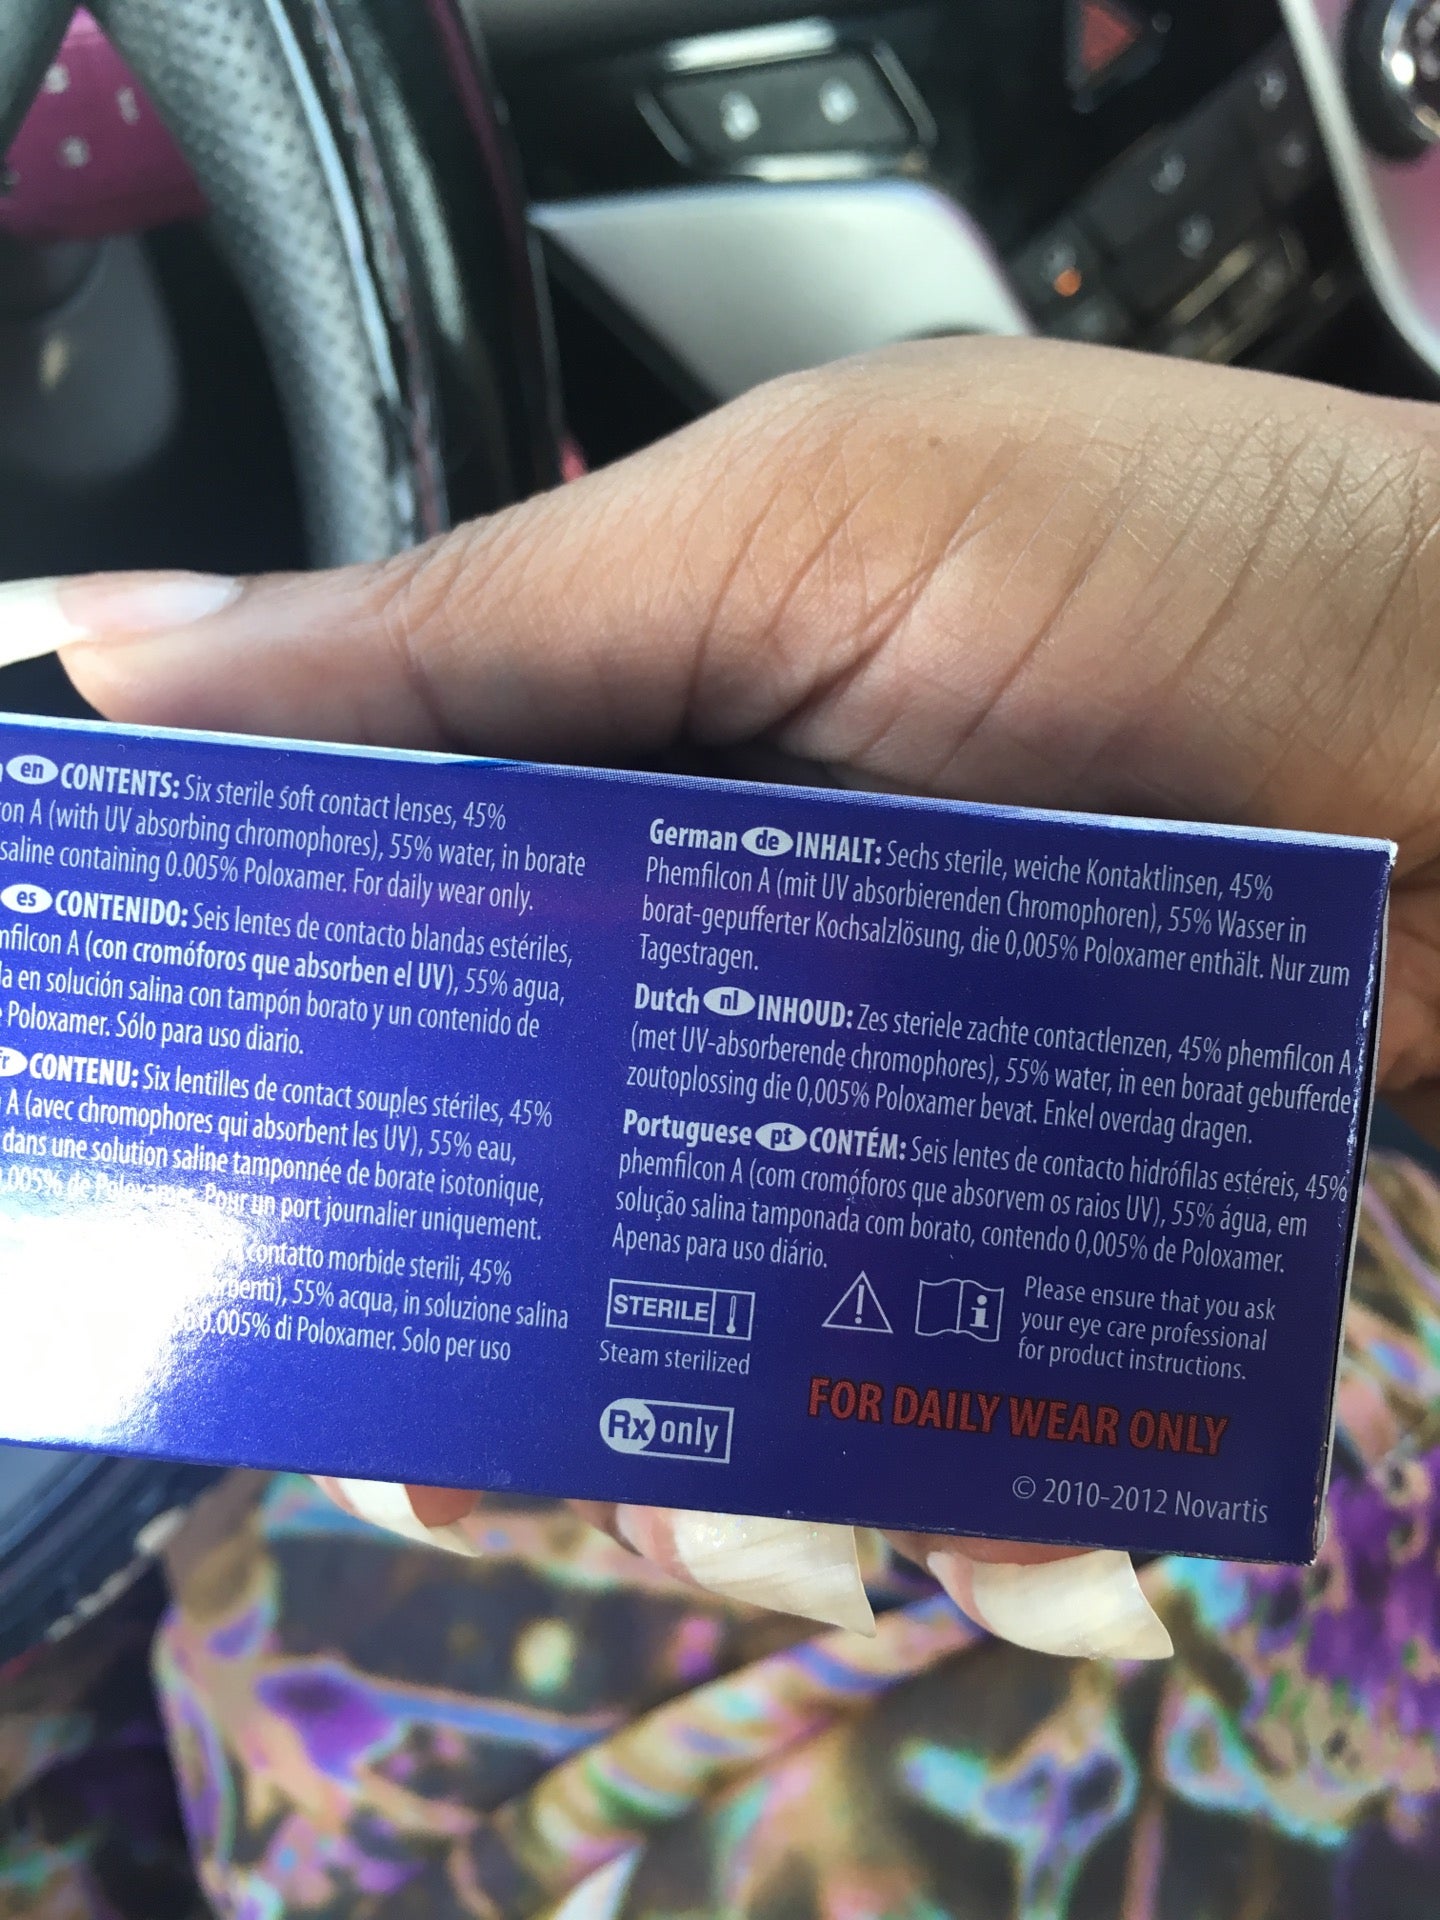 en CONTENTS: Six sterile soft contact lenses, 45%
on A (with UV absorbing chromophores), 55% water, in borate
saline containing 0.005% Poloxamer. For daily wear only.
es CONTENIDO: Seis lentes de contacto blandas estériles,
mfilcon A (con cromóforos que absorben el UV), 55% agua,
en solución salina con tampón borato y un contenido de
Poloxamer. Sólo para uso diario.
fr CONTENU: Six lentilles de contact souples stériles, 45%
A (avec chromophores qui absorbent les UV), 55% eau,
dans une solution saline tamponnée de borate isotonique,
0.005% de Poloxamer. Pour un port journalier uniquement.
contatto morbide sterili, 45%
55% acqua, in soluzione salina
0.005% di Poloxamer. Solo per uso
German de INHALT: Sechs sterile, weiche Kontaktlinsen, 45%
Phemfilcon A (mit UV absorbierenden Chromophoren), 55% Wasser in
borat-gepufferter Kochsalzlösung, die 0,005% Poloxamer enthält. Nur zum
Tagestragen.
Dutch nl INHOUD: Zes steriele zachte contactlenzen, 45% phemfilcon A
(met UV-absorberende chromophores), 55% water, in een boraat gebufferde
zoutoplossing die 0,005% Poloxamer bevat. Enkel overdag dragen.
Portuguese pt CONTÉM: Seis lentes de contacto hidrófilas estéreis, 45%
phemfilcon A (com cromóforos que absorvem os raios UV), 55% água, em
solução salina tamponada com borato, contendo 0,005% de Poloxamer.
Apenas para uso diário.
STERILE
Steam sterilized
Rx only
Please ensure that you ask
your eye care professional
for product instructions.
FOR DAILY WEAR ONLY
© 2010-2012 Novartis